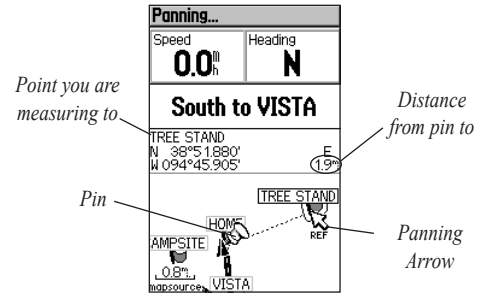 Panning...
Speed
Heading
0.0 m h
N
South to VISTA
Point you are
measuring to
TREE STAND
N 38°51.880'
W 094°45.905'
E
1.9m
Distance
from pin to
Pin
TREE STAND
HOME
REF
AMPSITE
Panning
Arrow
0.8m
mapsource
VISTA